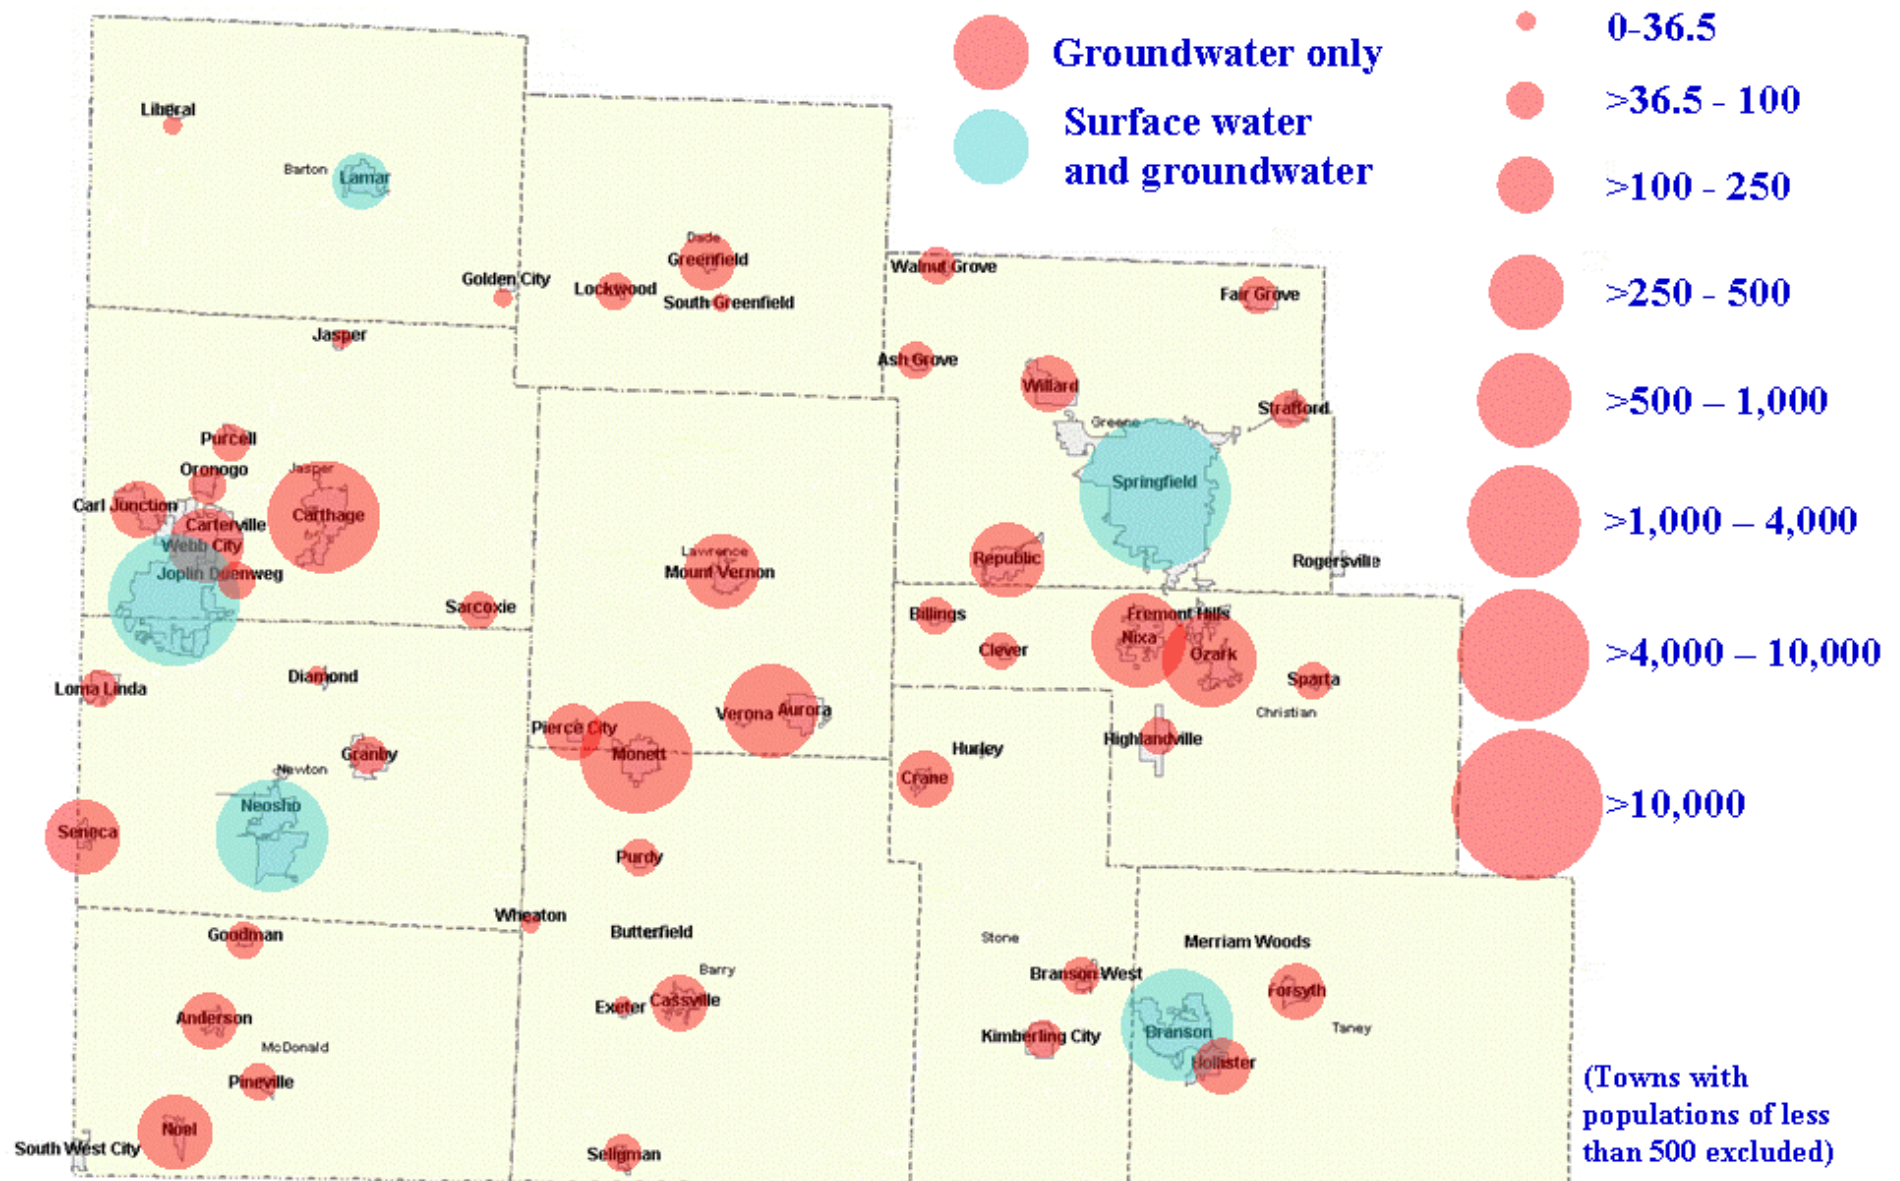 Groundwater only
Surface water
and groundwater
0-36.5
>36.5 - 100
>100 - 250
>250 - 500
>500 – 1,000
>1,000 – 4,000
>4,000 – 10,000
>10,000
(Towns with
populations of less
than 500 excluded)
Liberal
Barton
Lamar
Golden City
Dade
Greenfield
Lockwood
South Greenfield
Walnut Grove
Fair Grove
Jasper
Ash Grove
Willard
Stratford
Greene
Purcell
Oronogo
Jasper
Carl Junction
Carthage
Carterville
Webb City
Joplin Duenweg
Springfield
Lawrence
Mount Vernon
Republic
Rogersville
Sarcoxie
Billings
Fremont Hills
Nixa
Clever
Ozark
Sparta
Christian
Loma Linda
Diamond
Pierce City
Verona Aurora
Monett
Granby
Highlandville
Hurley
Crane
Newton
Neosho
Seneca
Purdy
Wheaton
Butterfield
Goodman
Stone
Merriam Woods
Barry
Branson West
Exeter Cassville
Forsyth
Anderson
Kimberling City
Branson
Taney
McDonald
Hollister
Pineville
Noel
South West City
Seligman